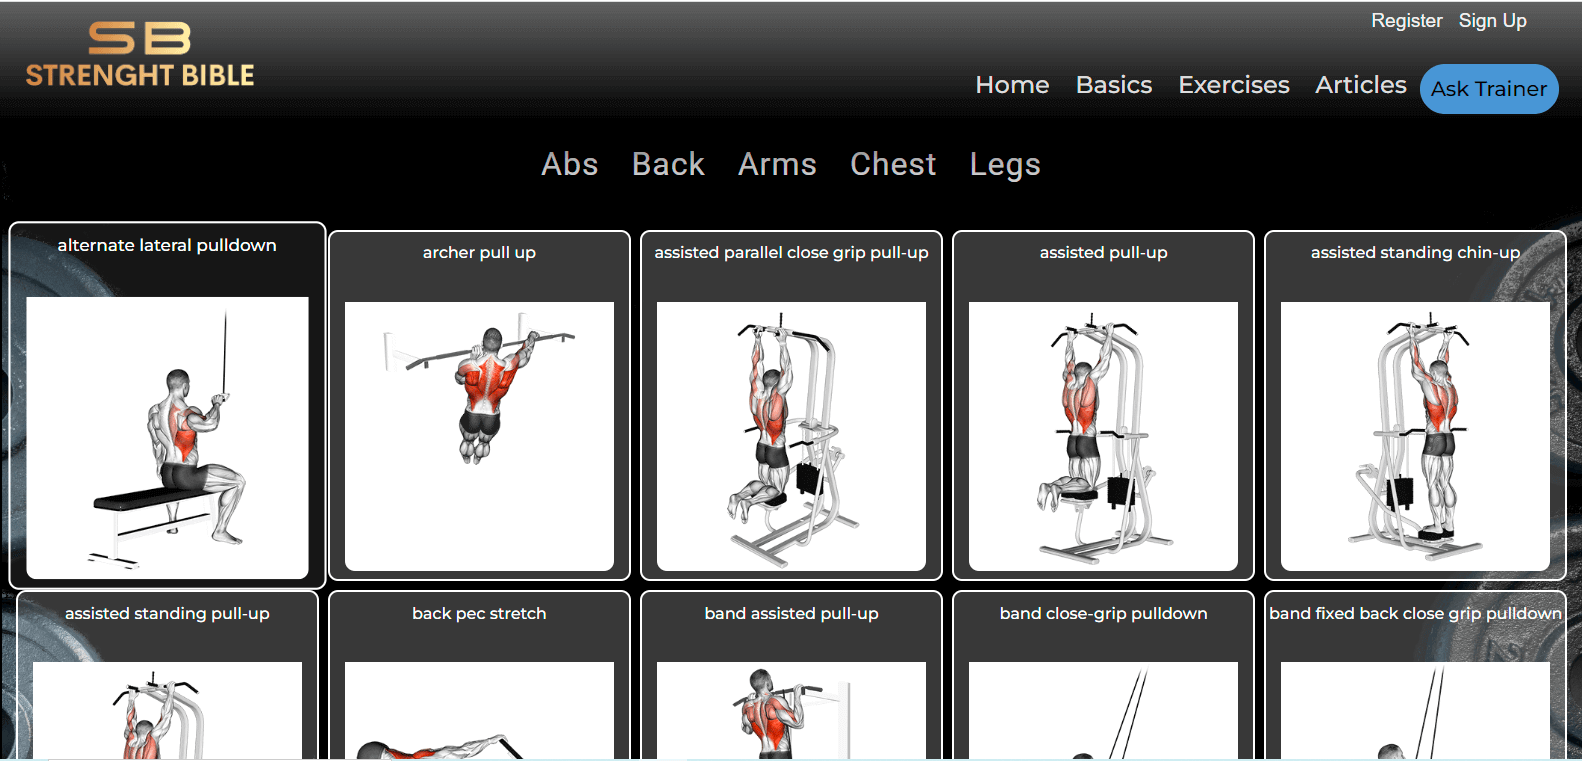 Register Sign Up
SB
STRENGHT BIBLE
Home Basics Exercises Articles Ask Trainer
Abs Back Arms Chest Legs
alternate lateral pulldown
archer pull up
assisted parallel close grip pull-up
assisted pull-up
assisted standing chin-up
assisted standing pull-up
back pec stretch
band assisted pull-up
band close-grip pulldown
band fixed back close grip pulldown